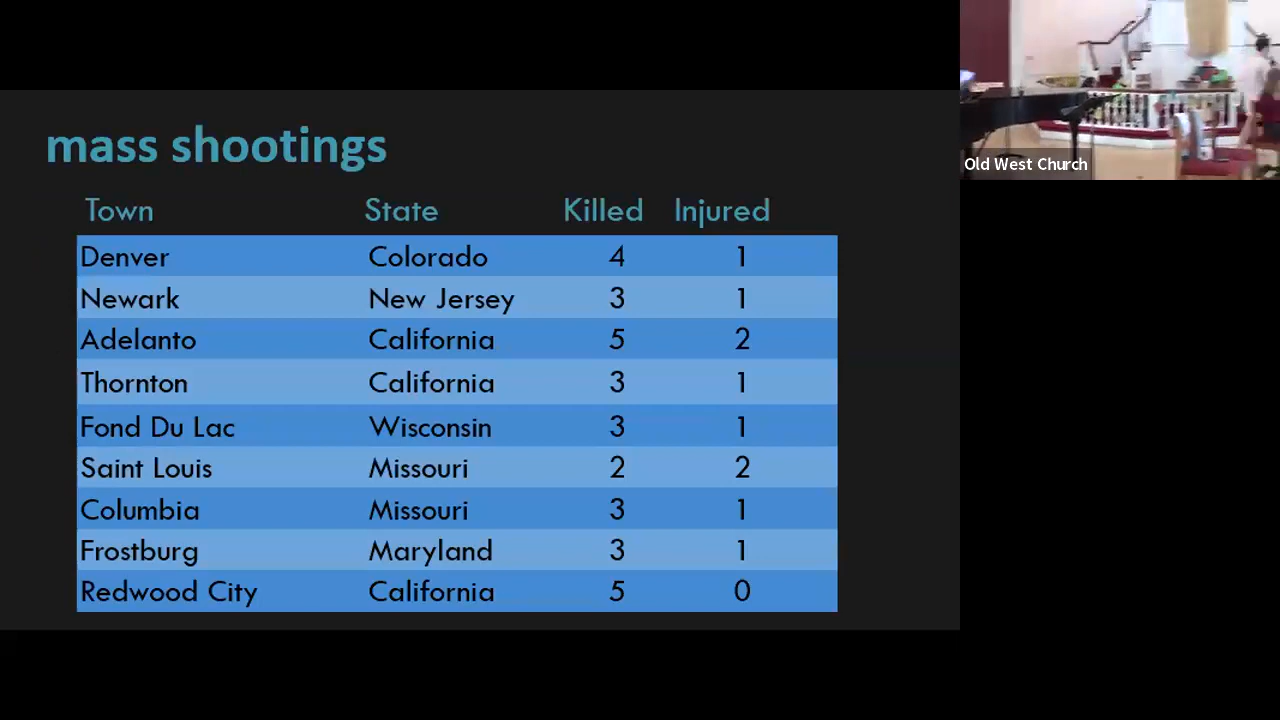 mass shootings
Town State Killed Injured
Denver Colorado 4 1
Newark New Jersey 3 1
Adelanto California 5 2
Thornton California 3 1
Fond Du Lac Wisconsin 3 1
Saint Louis Missouri 2 2
Columbia Missouri 3 1
Frostburg Maryland 3 1
Redwood City California 5 0
Old West Church